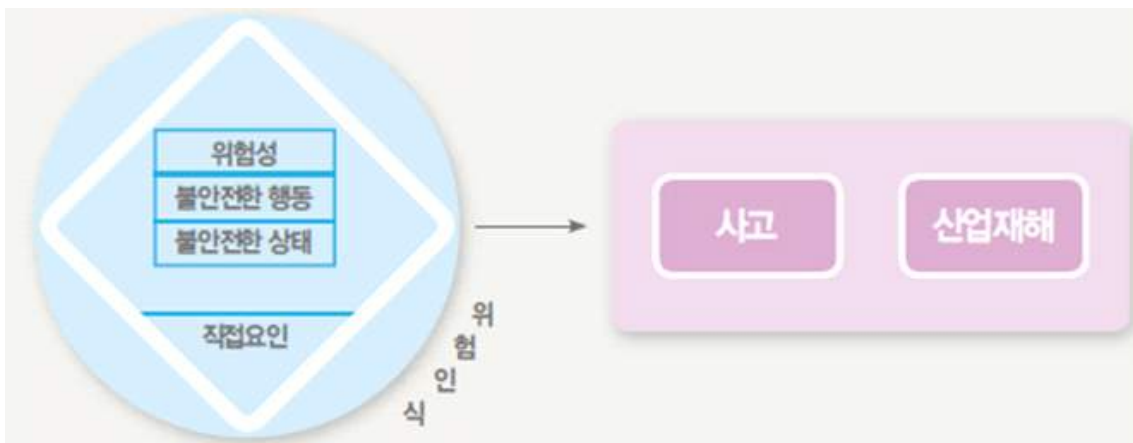 위험성
불안전한 행동
불안전한 상태
직접요인
위험인식
사고
산업재해